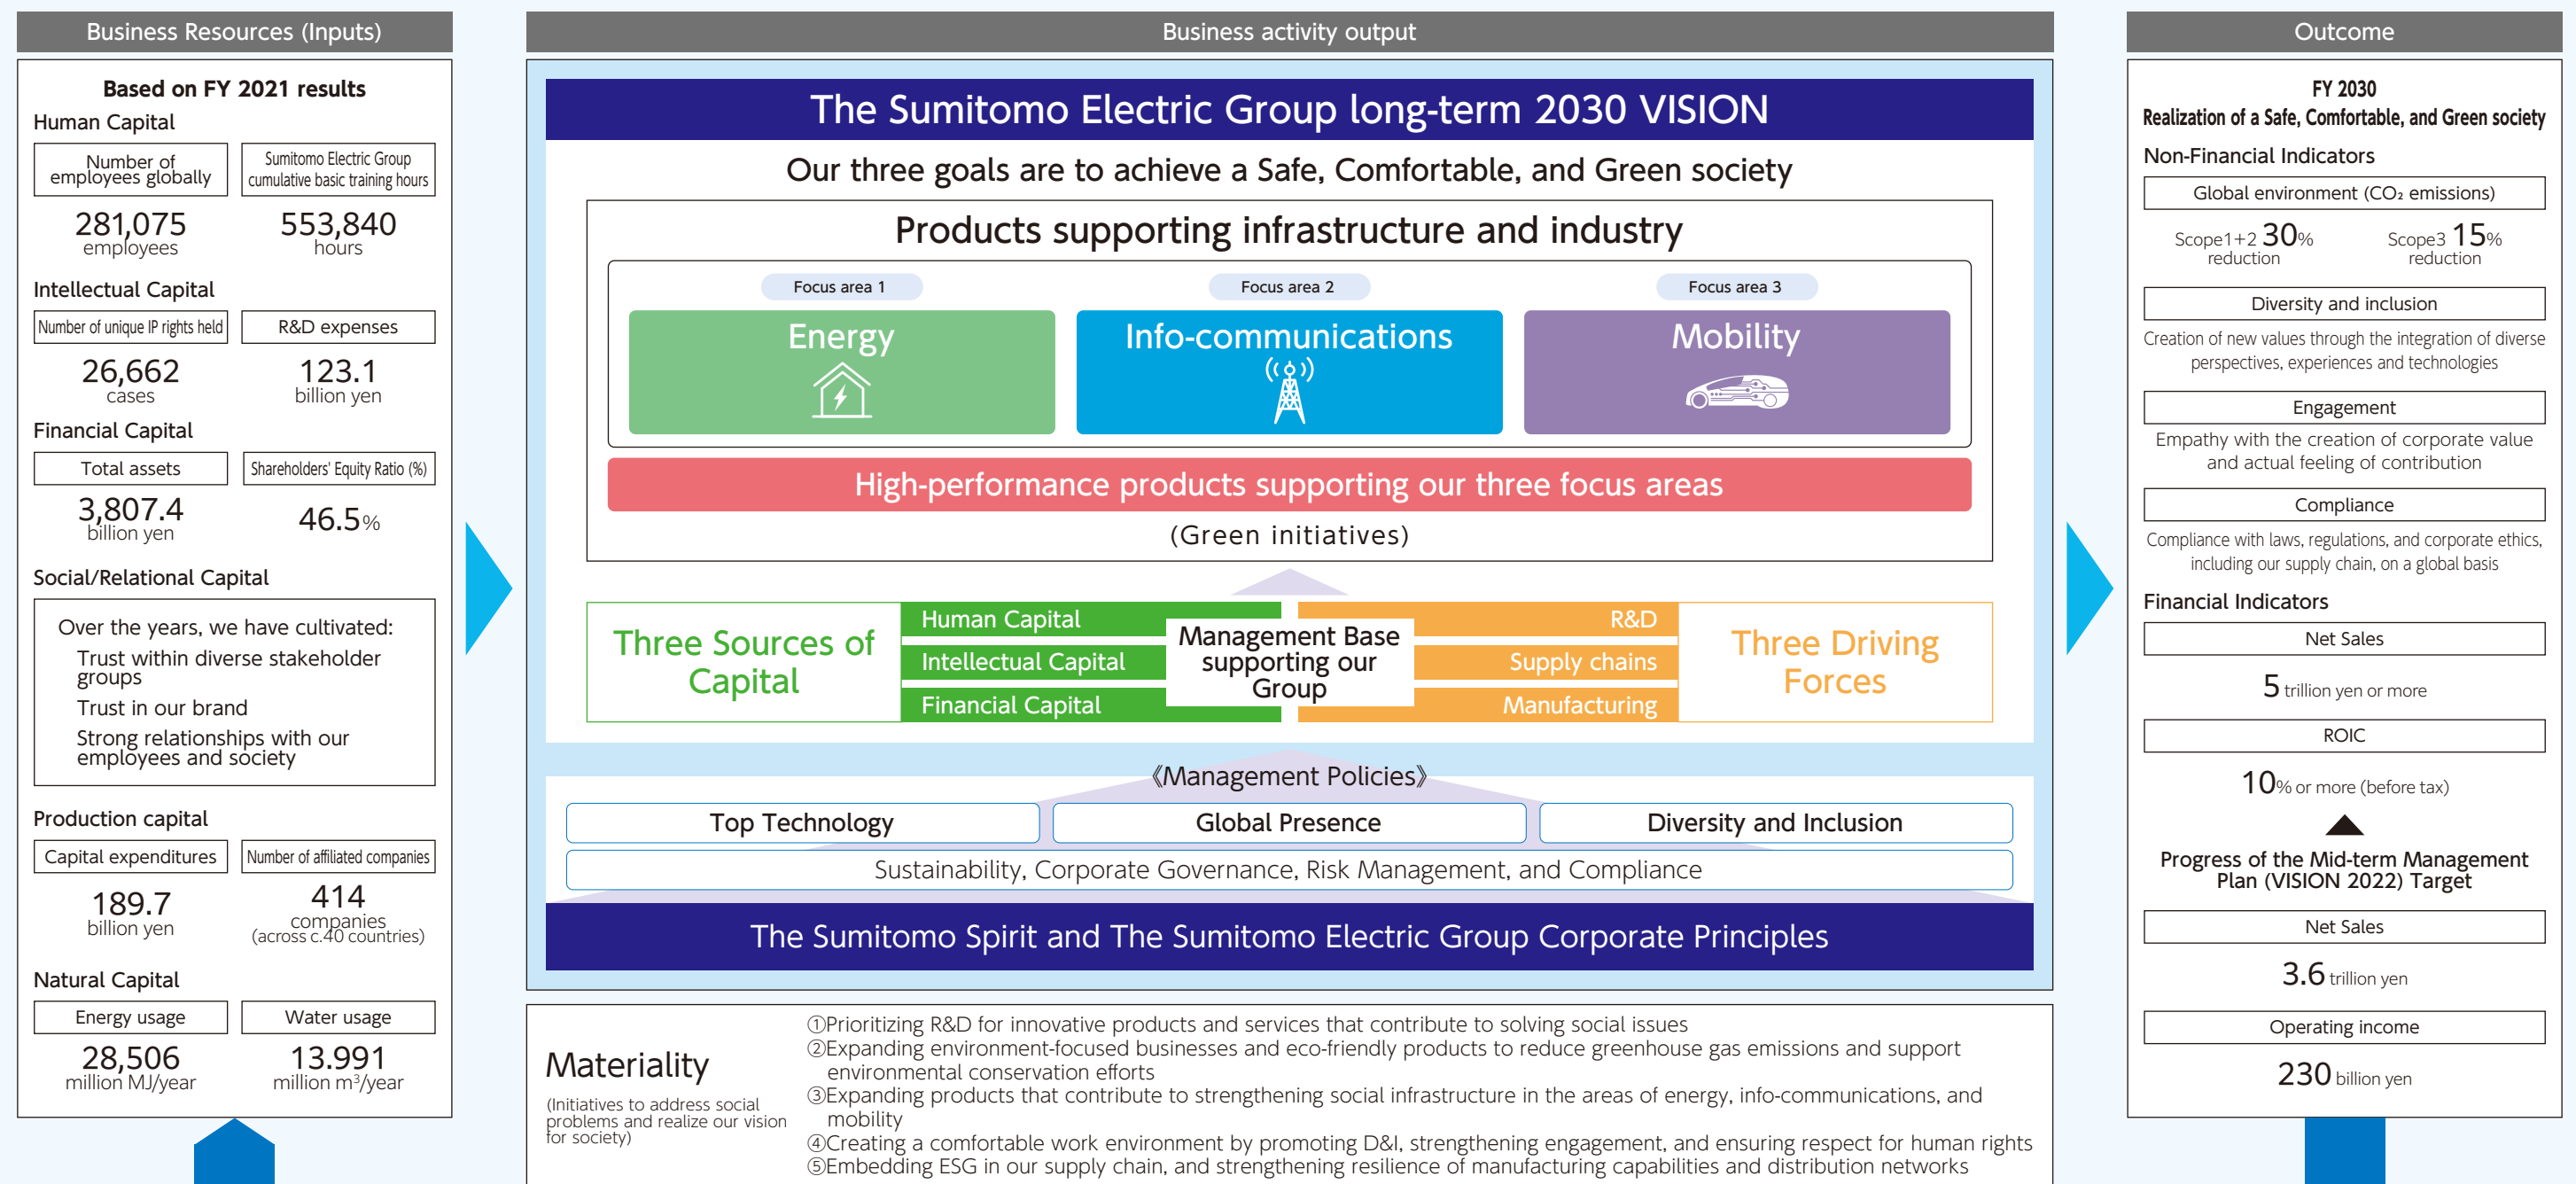 Business Resources (Inputs)
Based on FY 2021 results
Human Capital
Number of
employees globally
281,075
employees
Sumitomo Electric Group
cumulative basic training hours
553,840
hours
Intellectual Capital
Number of unique IP rights held
26,662
cases
R&D expenses
123.1
billion yen
Financial Capital
Total assets
3,807.4
billion yen
Shareholders' Equity Ratio (%)
46.5%
Social/Relational Capital
Over the years, we have cultivated:
Trust within diverse stakeholder
groups
Trust in our brand
Strong relationships with our
employees and society
Production capital
Capital expenditures
189.7
billion yen
Number of affiliated companies
414
companies
(across c.40 countries)
Natural Capital
Energy usage
28,506
million MJ/year
Water usage
13.991
million m³/year
Business activity output
The Sumitomo Electric Group long-term 2030 VISION
Our three goals are to achieve a Safe, Comfortable, and Green society
Products supporting infrastructure and industry
Focus area 1
Energy
Focus area 2
Info-communications
Focus area 3
Mobility
High-performance products supporting our three focus areas
(Green initiatives)
Three Sources of
Capital
Human Capital
Intellectual Capital
Financial Capital
Management Base
supporting our
Group
R&D
Supply chains
Manufacturing
Three Driving
Forces
《Management Policies》
Top Technology
Global Presence
Diversity and Inclusion
Sustainability, Corporate Governance, Risk Management, and Compliance
The Sumitomo Spirit and The Sumitomo Electric Group Corporate Principles
Materiality
(Initiatives to address social
problems and realize our vision
for society)
①Prioritizing R&D for innovative products and services that contribute to solving social issues
②Expanding environment-focused businesses and eco-friendly products to reduce greenhouse gas emissions and support
environmental conservation efforts
③Expanding products that contribute to strengthening social infrastructure in the areas of energy, info-communications, and
mobility
④Creating a comfortable work environment by promoting D&I, strengthening engagement, and ensuring respect for human rights
⑤Embedding ESG in our supply chain, and strengthening resilience of manufacturing capabilities and distribution networks
Outcome
FY 2030
Realization of a Safe, Comfortable, and Green society
Non-Financial Indicators
Global environment (CO₂ emissions)
Scope1+2 30%
reduction
Scope3 15%
reduction
Diversity and inclusion
Creation of new values through the integration of diverse
perspectives, experiences and technologies
Engagement
Empathy with the creation of corporate value
and actual feeling of contribution
Compliance
Compliance with laws, regulations, and corporate ethics,
including our supply chain, on a global basis
Financial Indicators
Net Sales
5 trillion yen or more
ROIC
10% or more (before tax)
Progress of the Mid-term Management
Plan (VISION 2022) Target
Net Sales
3.6 trillion yen
Operating income
230 billion yen